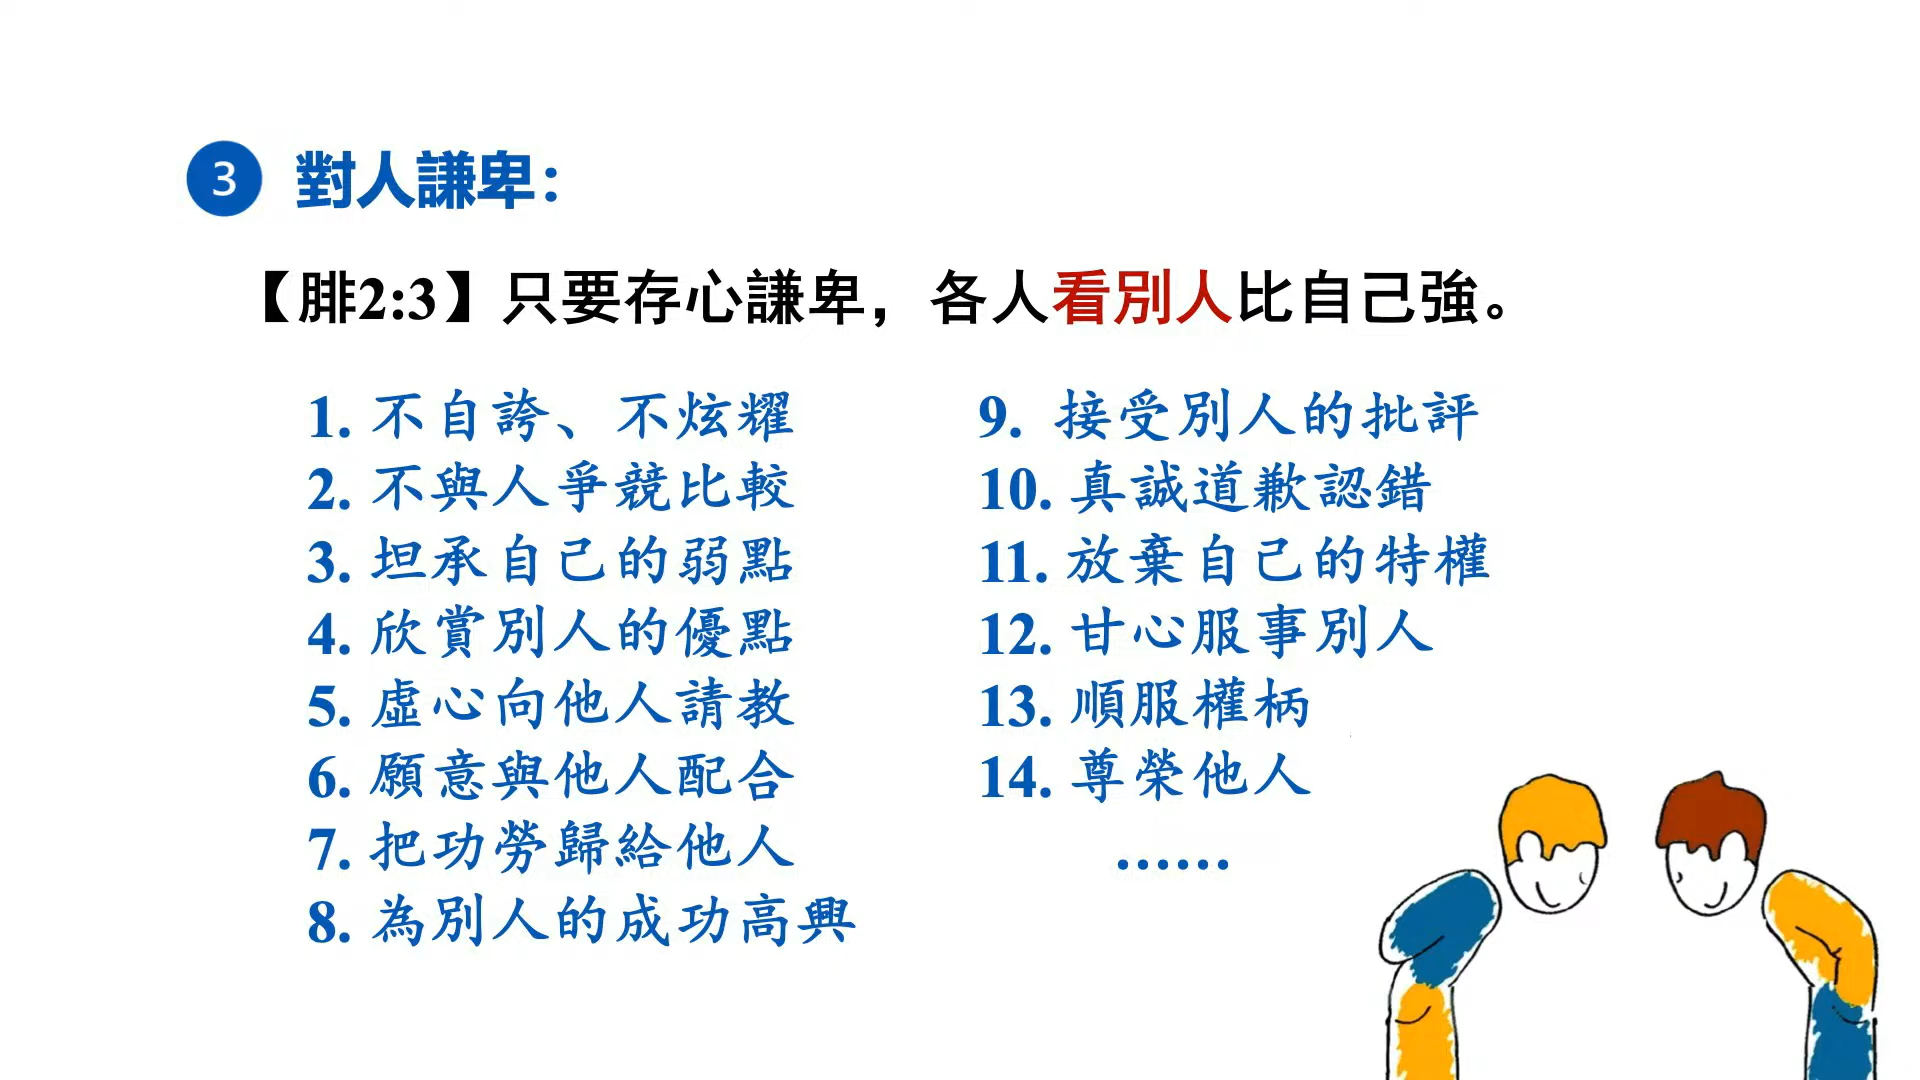 3 對人謙卑：
【腓2:3】只要存心謙卑，各人看別人比自己強。
1. 不自誇、不炫耀
2. 不與人爭競比較
3. 坦承自己的弱點
4. 欣賞別人的優點
5. 虛心向他人請教
6. 願意與他人配合
7. 把功勞歸給他人
8. 為別人的成功高興
9. 接受別人的批評
10. 真誠道歉認錯
11. 放棄自己的特權
12. 甘心服事別人
13. 順服權柄
14. 尊榮他人
……